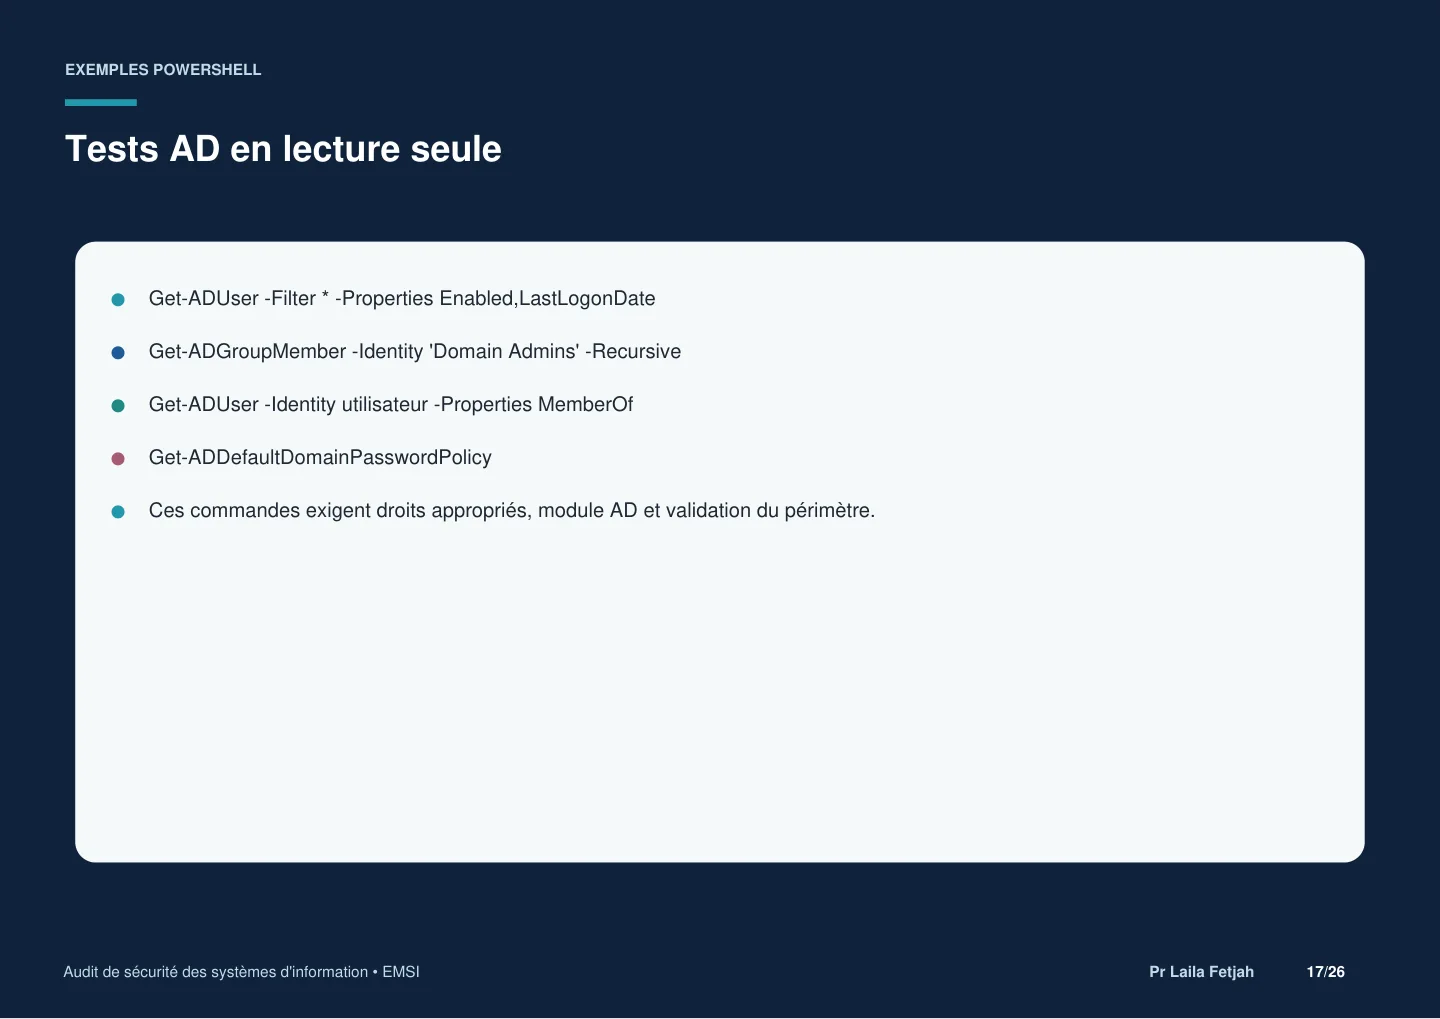 EXEMPLES POWERSHELL
Tests AD en lecture seule
Get-ADUser -Filter * -Properties Enabled,LastLogonDate
Get-ADGroupMember -Identity 'Domain Admins' -Recursive
Get-ADUser -Identity utilisateur -Properties MemberOf
Get-ADDefaultDomainPasswordPolicy
Ces commandes exigent droits appropriés, module AD et validation du périmètre.
Audit de sécurité des systèmes d'information • EMSI
Pr Laila Fetjah
17/26